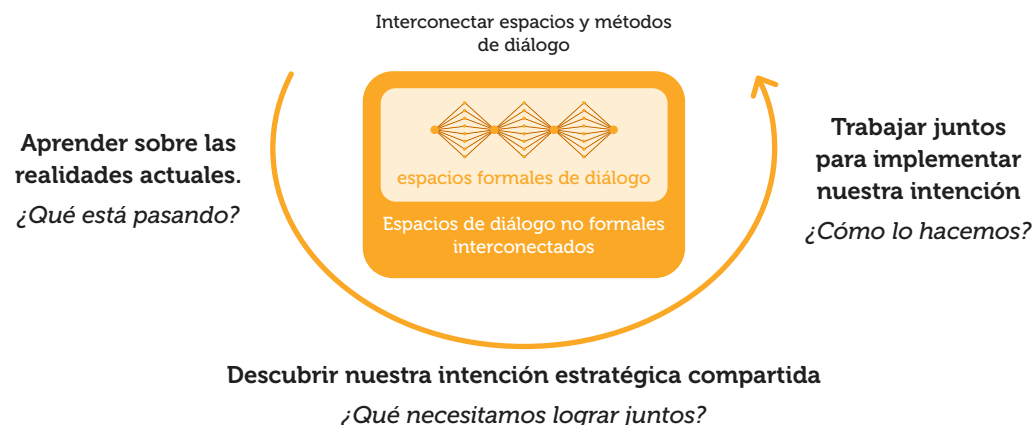 Interconectar espacios y métodos
de diálogo
Aprender sobre las
realidades actuales.
¿Qué está pasando?
espacios formales de diálogo
Espacios de diálogo no formales
interconectados
Trabajar juntos
para implementar
nuestra intención
¿Cómo lo hacemos?
Descubrir nuestra intención estratégica compartida
¿Qué necesitamos lograr juntos?